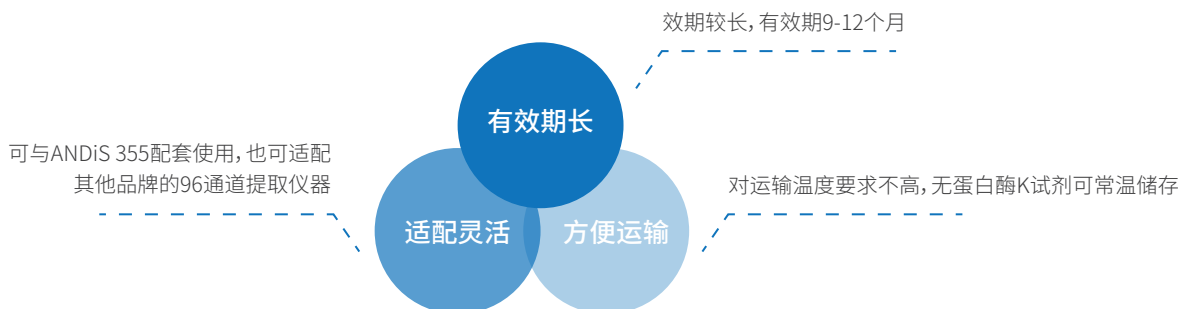 效期较长，有效期9-12个月
有效期长
可与ANDiS 355配套使用，也可适配
其他品牌的96通道提取仪器
对运输温度要求不高，无蛋白酶K试剂可常温储存
适配灵活
方便运输